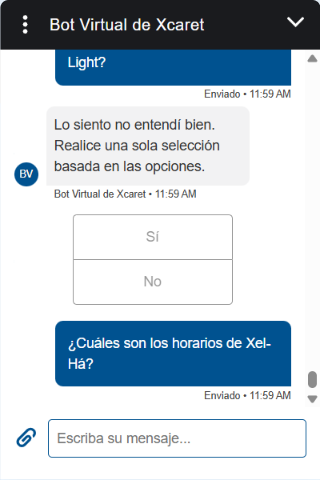 Bot Virtual de Xcaret
Light?
Enviado • 11:59 AM
Lo siento no entendí bien.
Realice una sola selección
basada en las opciones.
BV
Bot Virtual de Xcaret • 11:59 AM
Sí
No
¿Cuáles son los horarios de Xel-
Há?
Enviado • 11:59 AM
Escriba su mensaje...